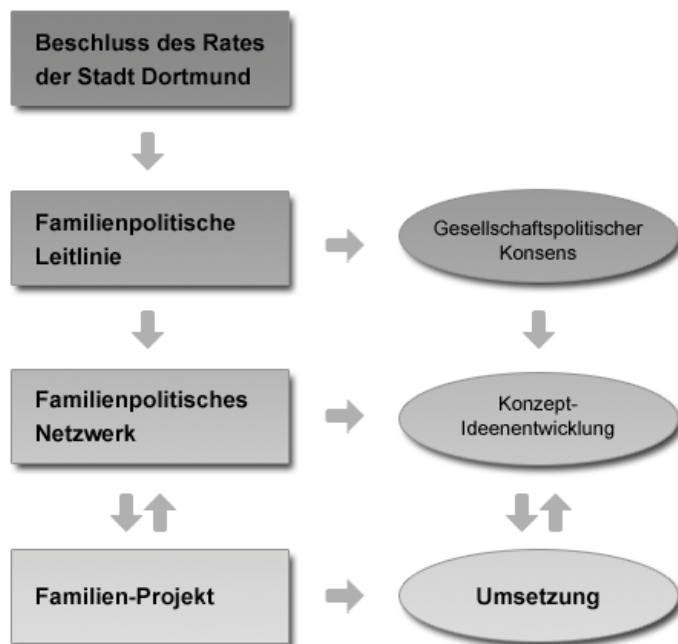 Beschluss des Rates
der Stadt Dortmund
Familienpolitische
Leitlinie
Gesellschaftspolitischer
Konsens
Familienpolitisches
Netzwerk
Konzept-
Ideenentwicklung
Familien-Projekt
Umsetzung